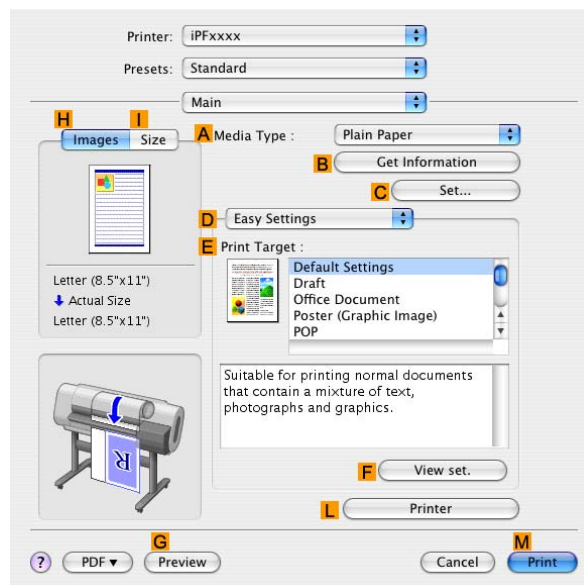 Printer: iPFxxxx
Presets: Standard
Main
H I
Images Size
A Media Type : Plain Paper
B Get Information
C Set...
D Easy Settings
E Print Target :
Default Settings
Draft
Office Document
Poster (Graphic Image)
POP
Letter (8.5"x11")
Actual Size
Letter (8.5"x11")
Suitable for printing normal documents
that contain a mixture of text,
photographs and graphics.
R
F View set.
L Printer
G M
? PDF▼ Preview Cancel Print